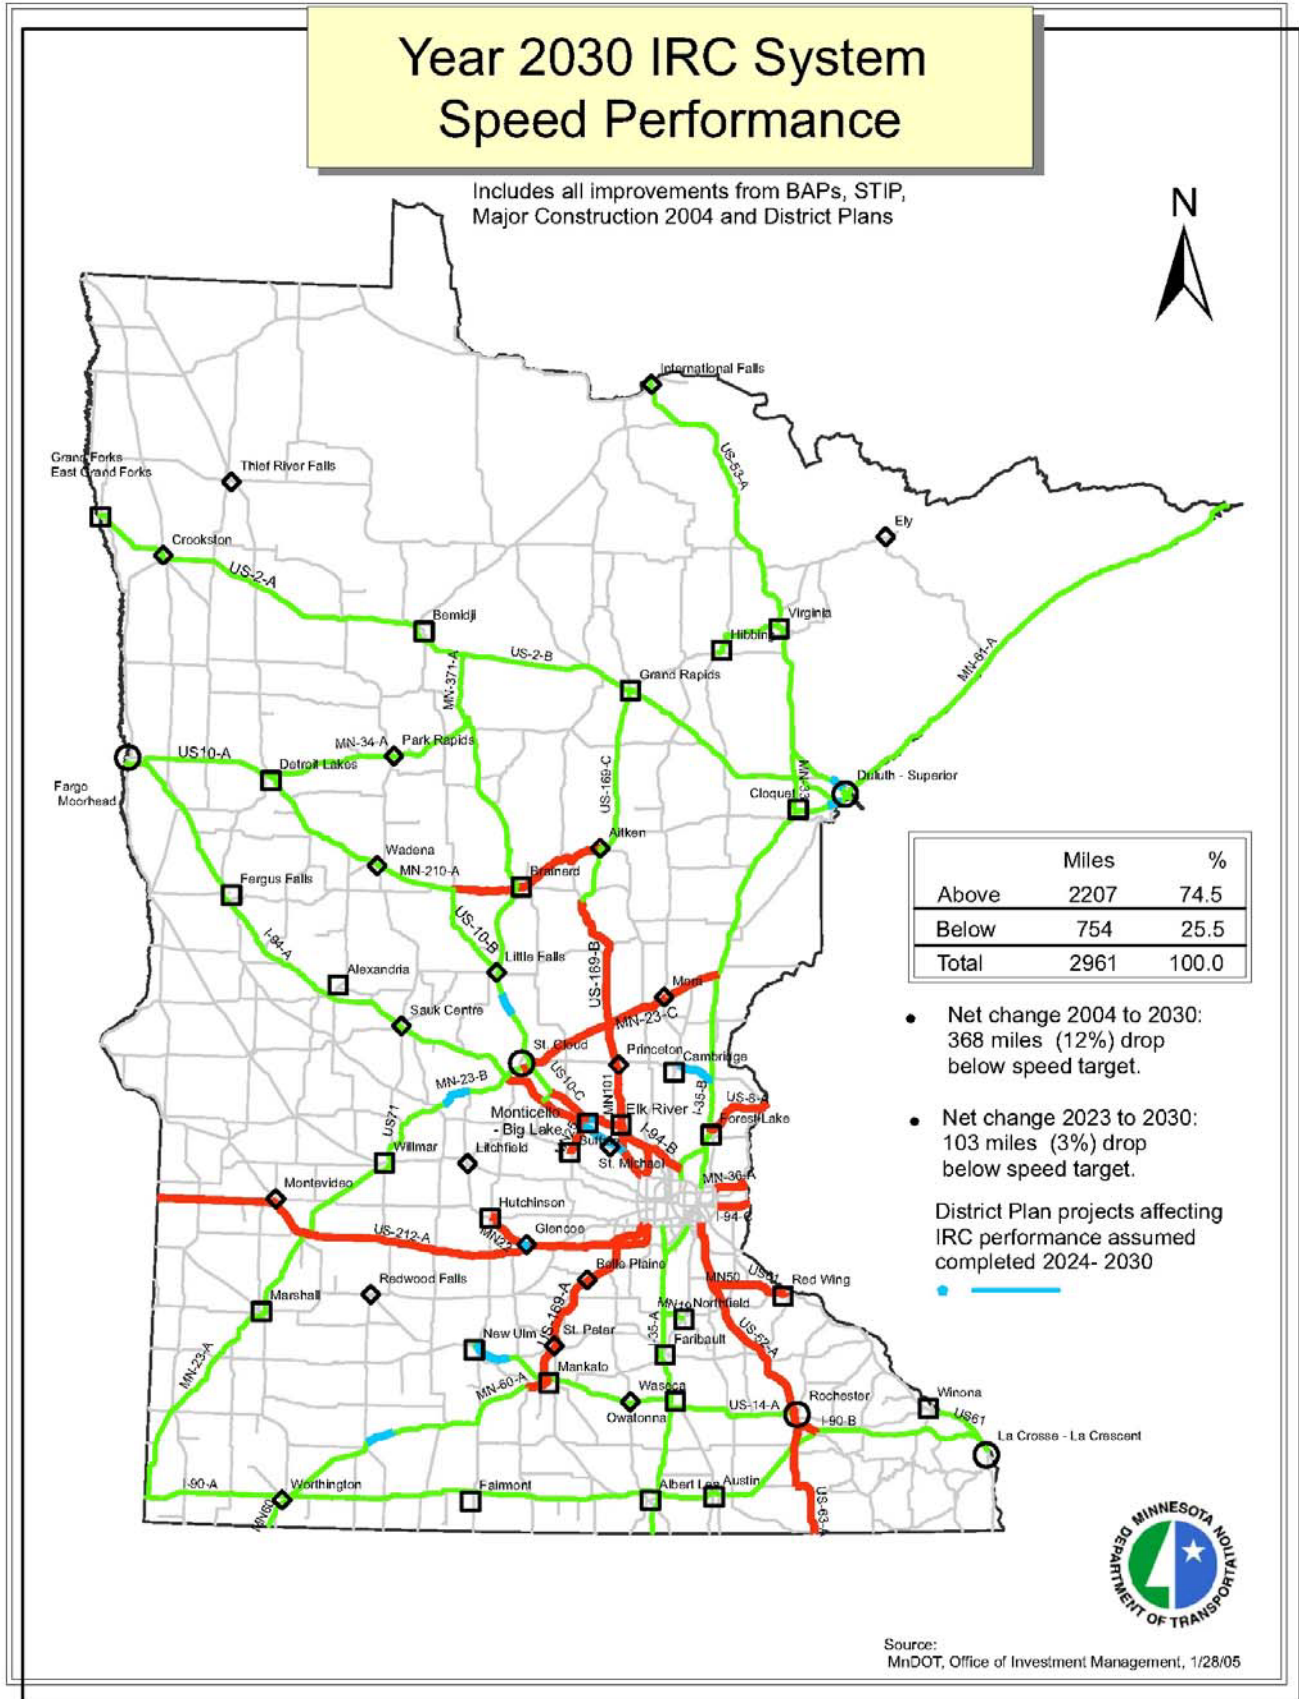 Year 2030 IRC System
Speed Performance
Includes all improvements from BAPs, STIP,
Major Construction 2004 and District Plans
N
International Falls
US-53-A
Grand Forks
East Grand Forks
Thief River Falls
Ely
Crookston
US-2-A
Bemidji
Virginia
Hibbing
US-2-B
MN-371-A
Grand Rapids
MN-61-A
US10-A
MN-34-A
Park Rapids
Detroit Lakes
Fargo
Moorhead
US-169-C
MN-33
Duluth - Superior
Cloquet
Aitken
Wadena
MN-210-A
Brainerd
Fergus Falls
US-10-B
I-94-A
Little Falls
US-169-B
Alexandria
Mora
Sauk Centre
MN-23-C
St. Cloud
Princeton
Cambridge
MN-23-B
US10-C
MN101
I-35-B
US-8-A
Monticello
- Big Lake
Elk River
Forest Lake
US71
I-94-B
Willmar
Litchfield
St. Michael
MN-36-A
Montevideo
I-94-C
Hutchinson
MN22
Glencoe
US-212-A
Belle Plaine
MN50
US61
Red Wing
Redwood Falls
Marshall
US-169-A
MN19
Northfield
I-35-A
US-52-A
New Ulm
St. Peter
Faribault
MN-23-A
Mankato
MN-60-A
Waseca
Owatonna
US-14-A
Rochester
I-90-B
Winona
US61
La Crosse - La Crescent
I-90-A
Worthington
MN60
Fairmont
Albert Lea
Austin
US-63-A
Miles %
Above 2207 74.5
Below 754 25.5
Total 2961 100.0
• Net change 2004 to 2030:
368 miles (12%) drop
below speed target.
• Net change 2023 to 2030:
103 miles (3%) drop
below speed target.
District Plan projects affecting
IRC performance assumed
completed 2024- 2030
MINNESOTA
DEPARTMENT OF TRANSPORTATION
Source:
MnDOT, Office of Investment Management, 1/28/05